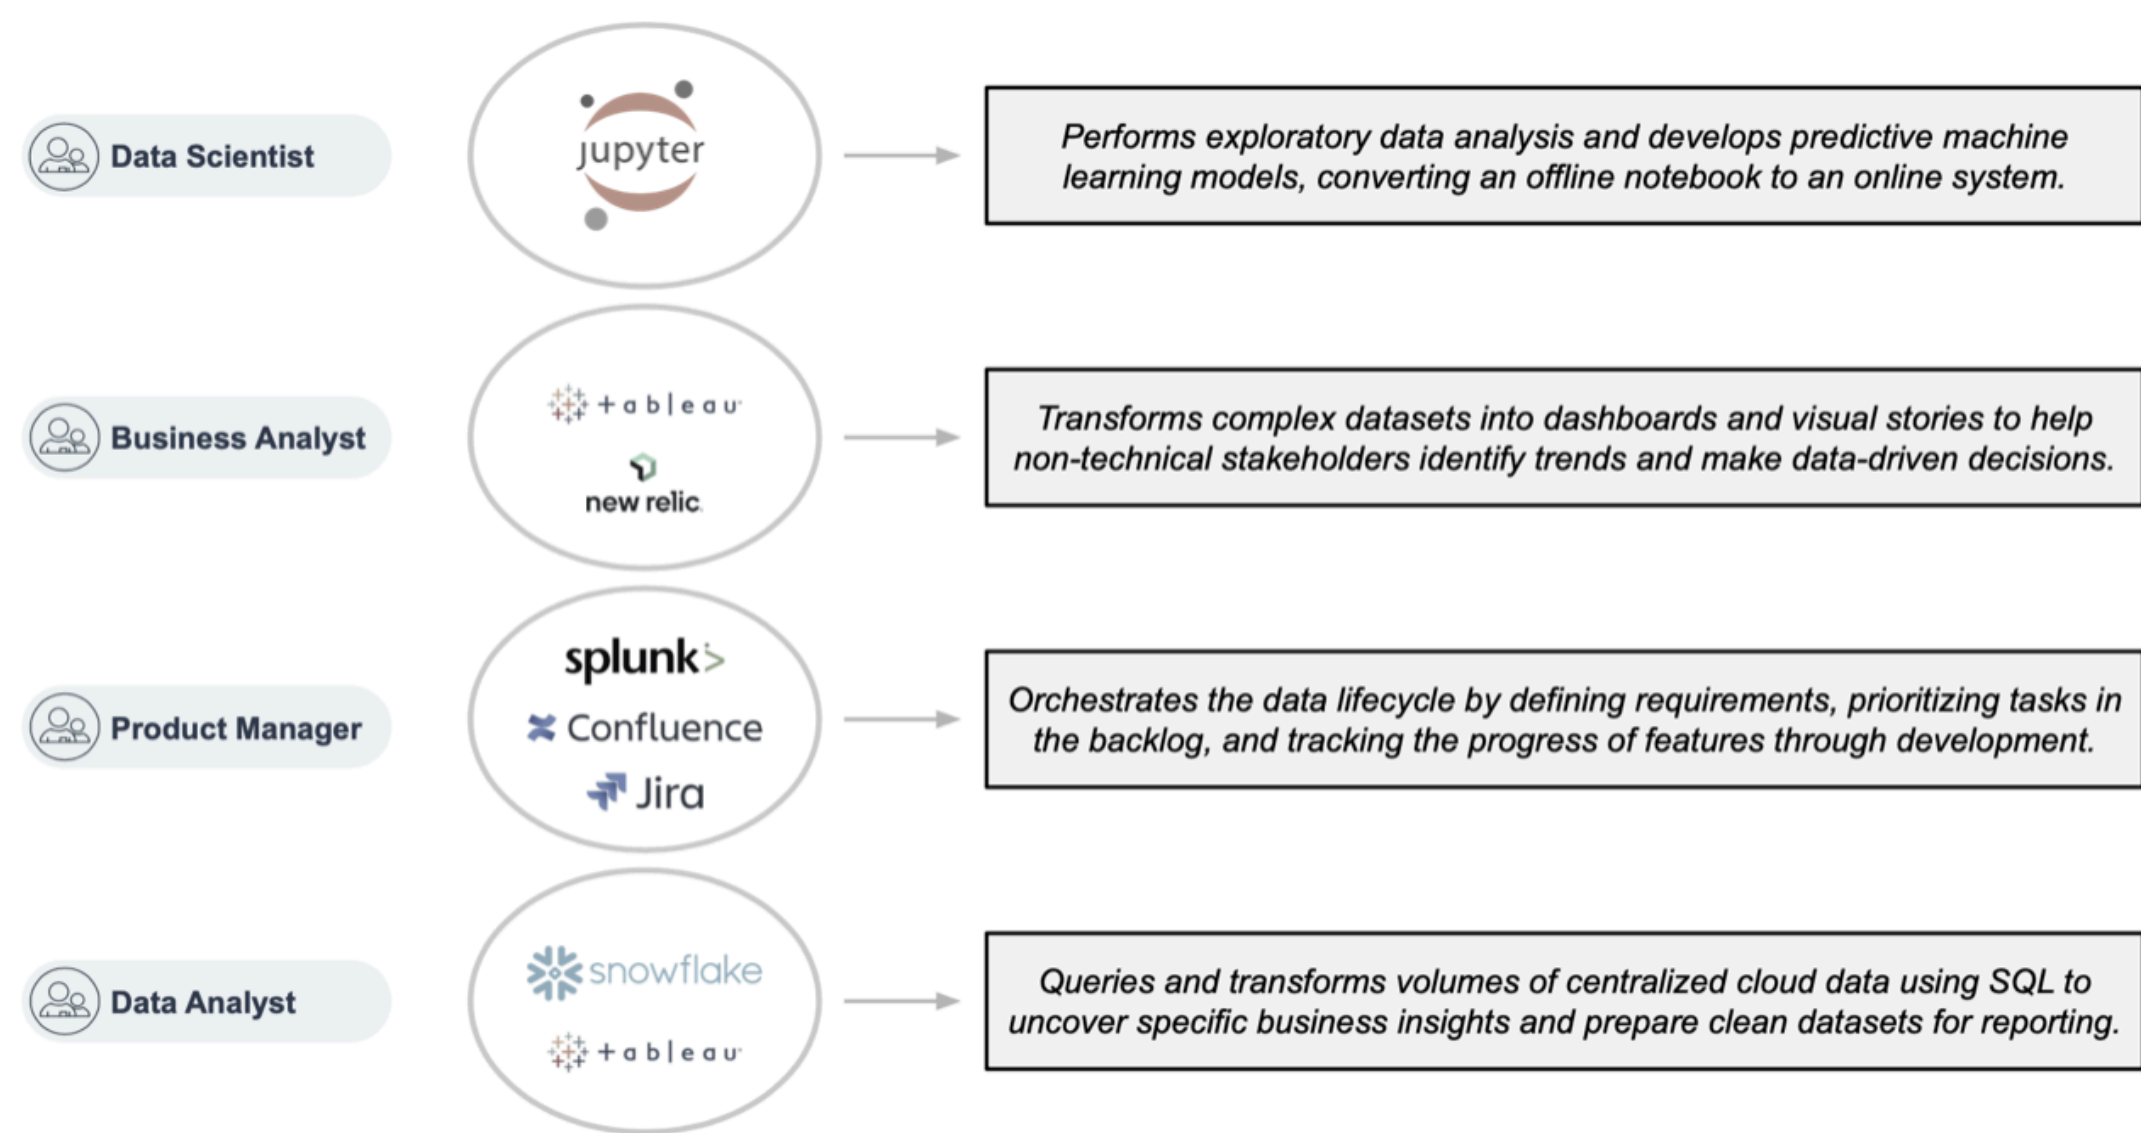 Data Scientist
jupyter
Performs exploratory data analysis and develops predictive machine
learning models, converting an offline notebook to an online system.
Business Analyst
+ableau
new relic
Transforms complex datasets into dashboards and visual stories to help
non-technical stakeholders identify trends and make data-driven decisions.
Product Manager
splunk>
Confluence
Jira
Orchestrates the data lifecycle by defining requirements, prioritizing tasks in
the backlog, and tracking the progress of features through development.
Data Analyst
snowflake
+ableau
Queries and transforms volumes of centralized cloud data using SQL to
uncover specific business insights and prepare clean datasets for reporting.